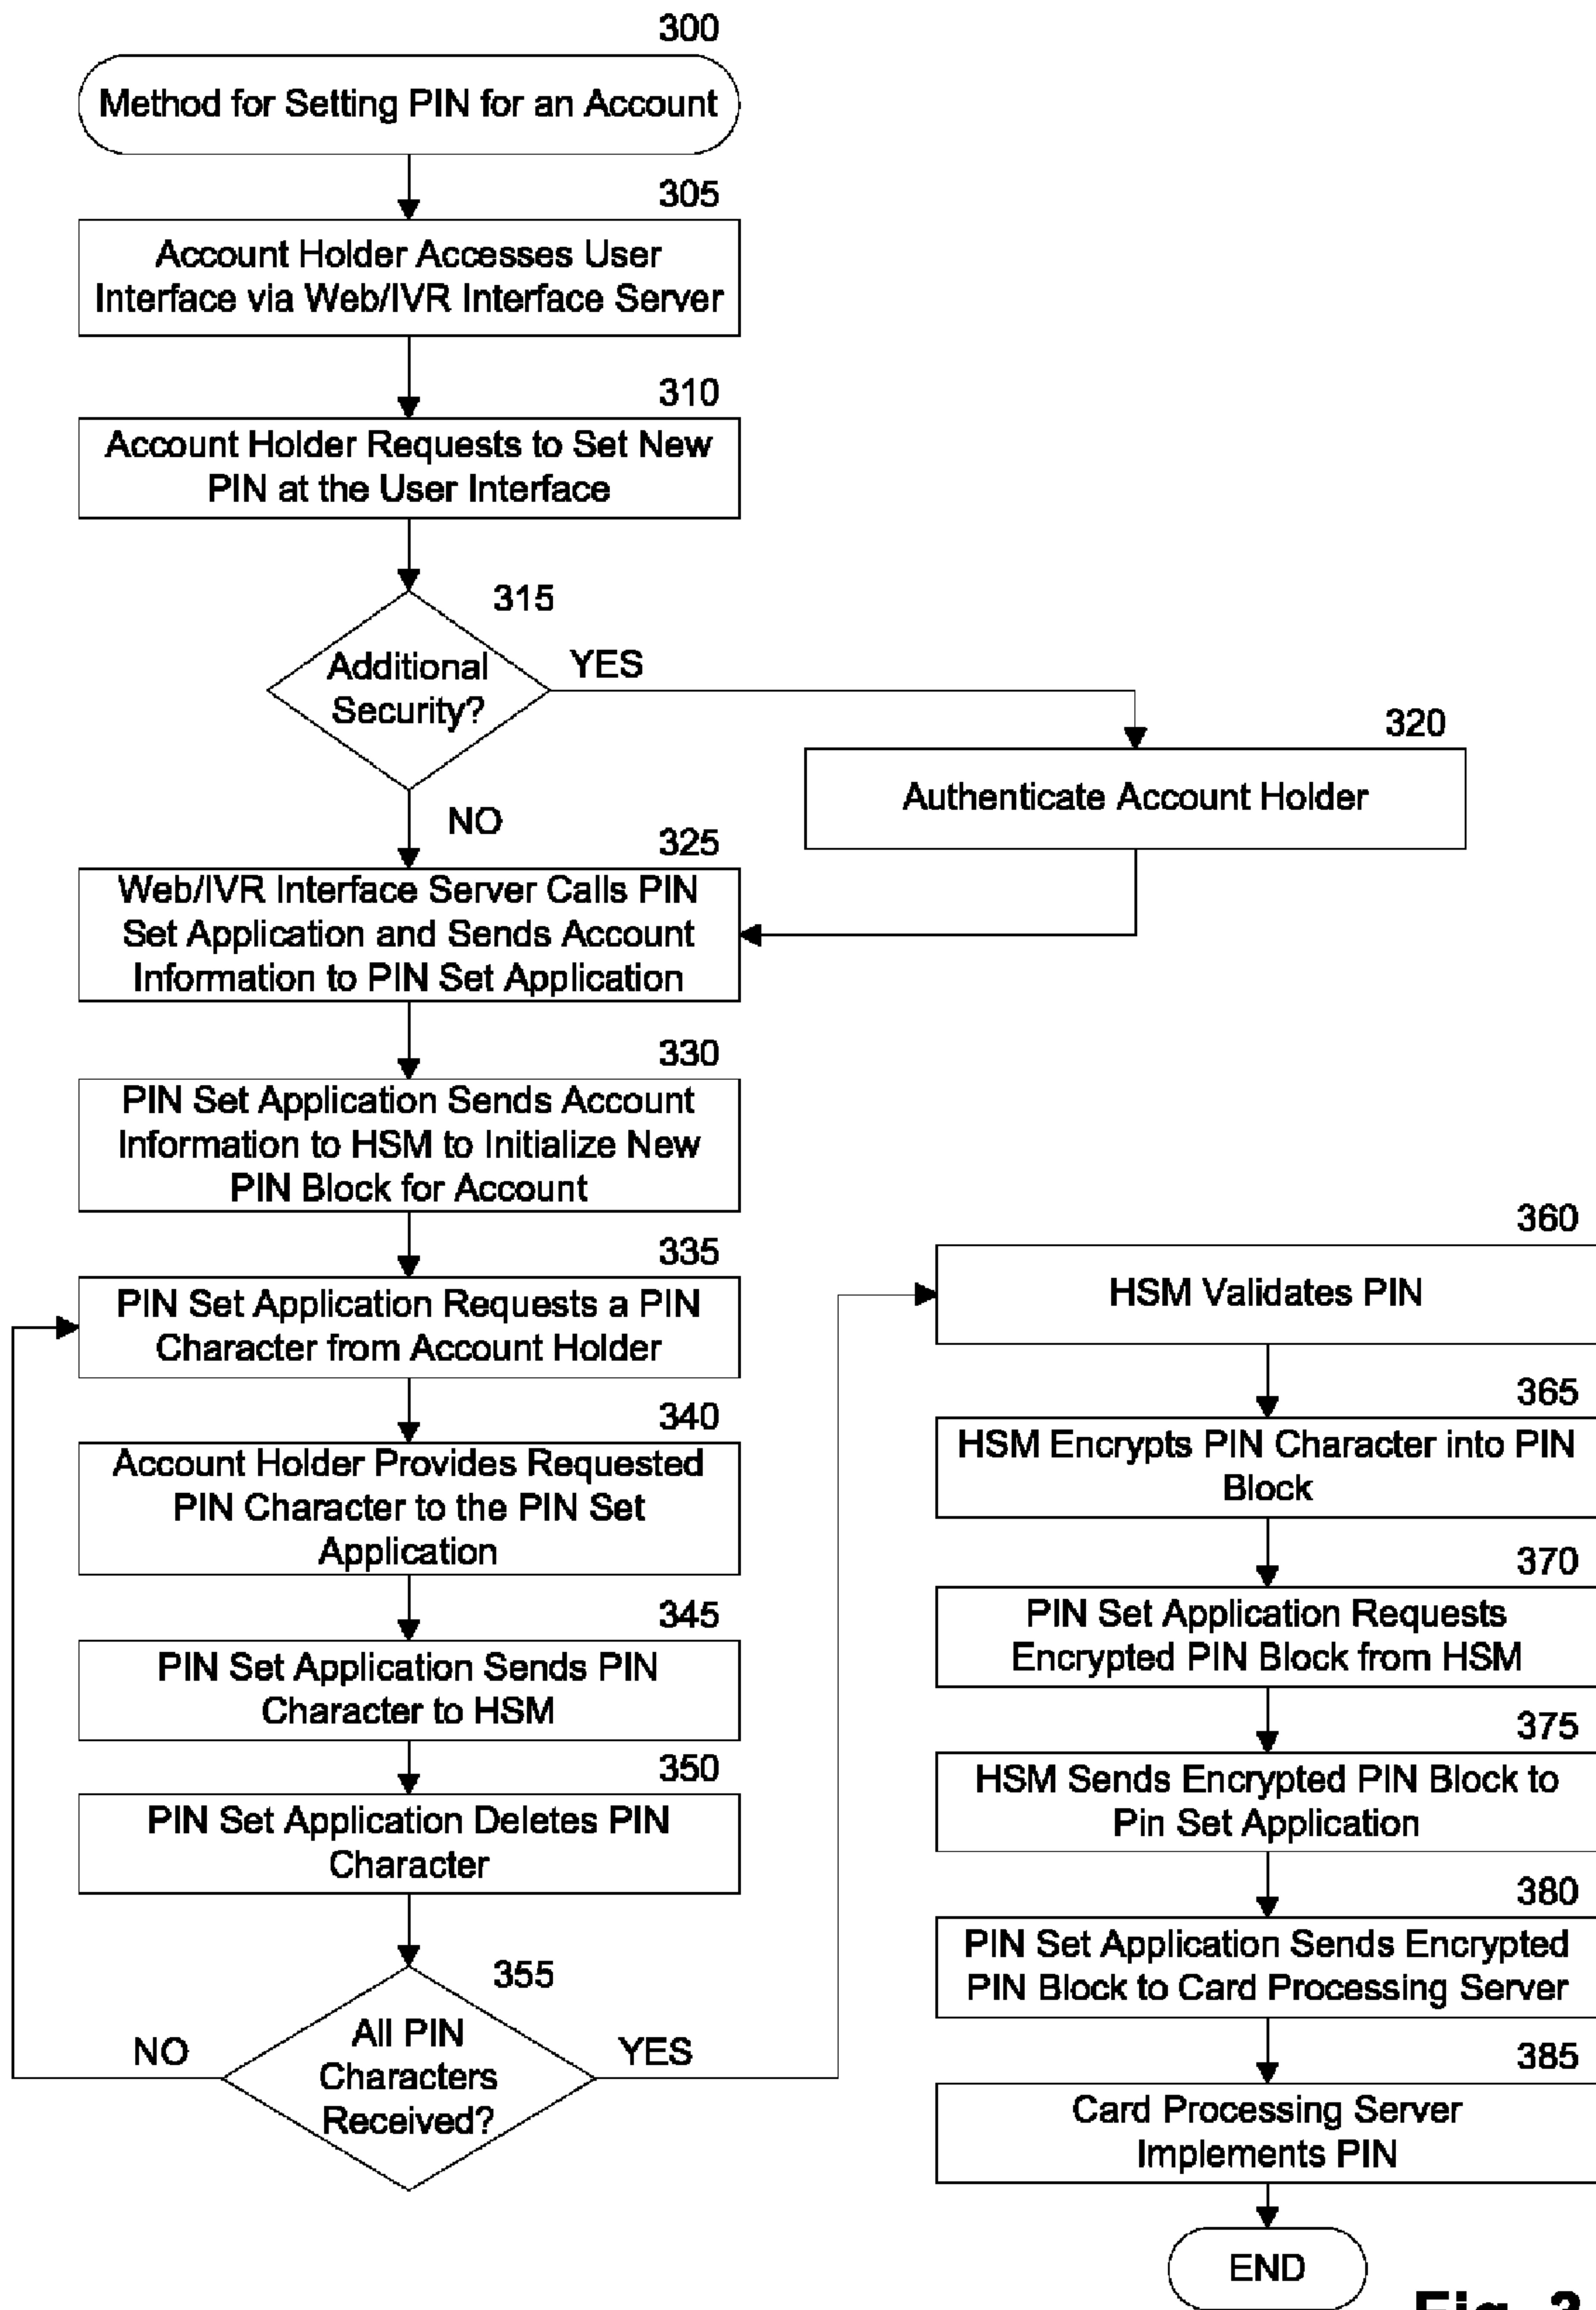 300
Method for Setting PIN for an Account
305
Account Holder Accesses User
Interface via Web/IVR Interface Server
310
Account Holder Requests to Set New
PIN at the User Interface
315
Additional
Security?
YES
NO
320
Authenticate Account Holder
325
Web/IVR Interface Server Calls PIN
Set Application and Sends Account
Information to PIN Set Application
330
PIN Set Application Sends Account
Information to HSM to Initialize New
PIN Block for Account
335
PIN Set Application Requests a PIN
Character from Account Holder
340
Account Holder Provides Requested
PIN Character to the PIN Set
Application
345
PIN Set Application Sends PIN
Character to HSM
350
PIN Set Application Deletes PIN
Character
355
All PIN
Characters
Received?
NO
YES
360
HSM Validates PIN
365
HSM Encrypts PIN Character into PIN
Block
370
PIN Set Application Requests
Encrypted PIN Block from HSM
375
HSM Sends Encrypted PIN Block to
Pin Set Application
380
PIN Set Application Sends Encrypted
PIN Block to Card Processing Server
385
Card Processing Server
Implements PIN
END
Fig. 3